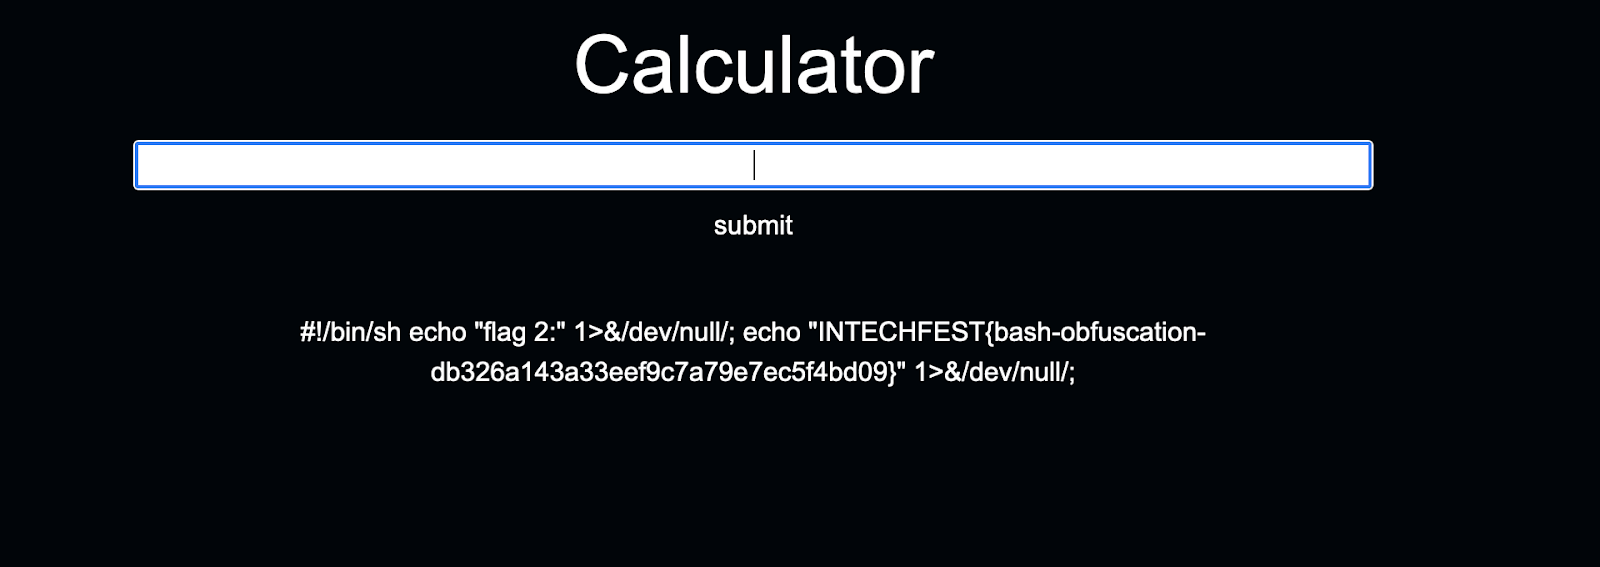 Calculator
submit
#!/bin/sh echo "flag 2:" 1>&/dev/null/; echo "INTECHFEST{bash-obfuscation-
db326a143a33eef9c7a79e7ec5f4bd09}" 1>&/dev/null/;